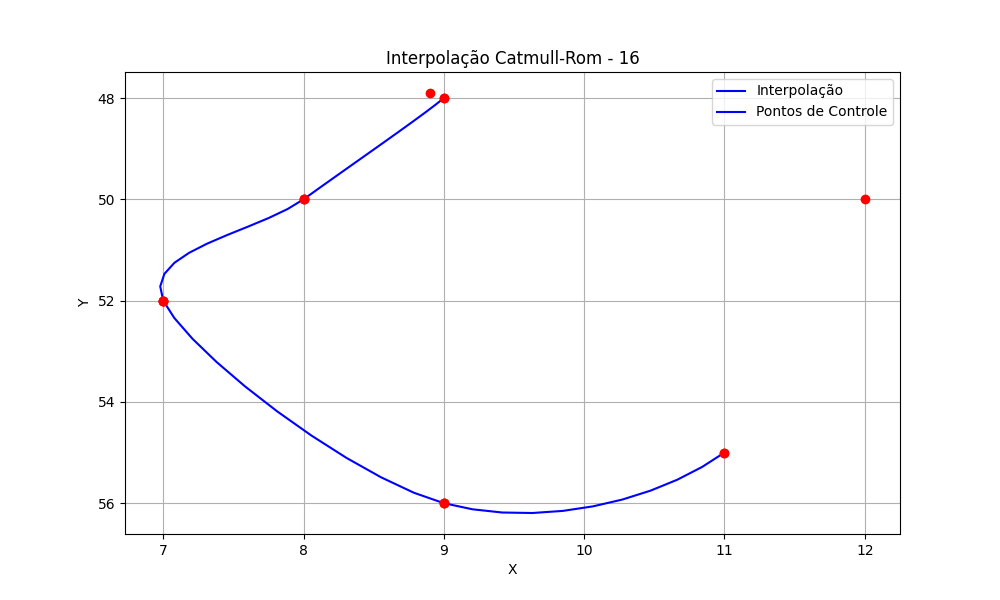 Interpolação Catmull-Rom - 16
Interpolação
Pontos de Controle
48
50
52
54
56
Y
7 8 9 10 11 12
X